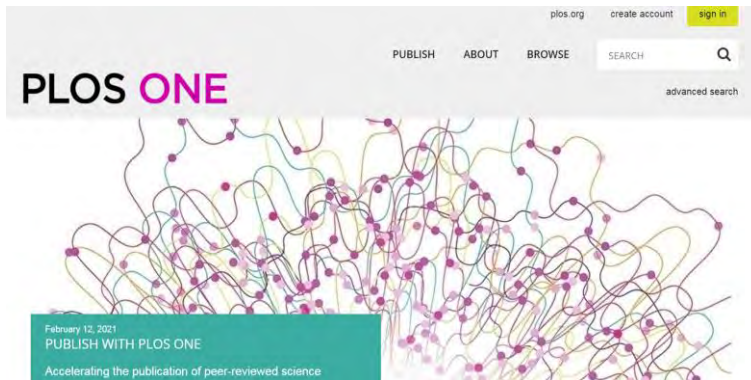 plos.org create account sign in
PUBLISH ABOUT BROWSE SEARCH
PLOS ONE
advanced search
February 12, 2021
PUBLISH WITH PLOS ONE
Accelerating the publication of peer-reviewed science